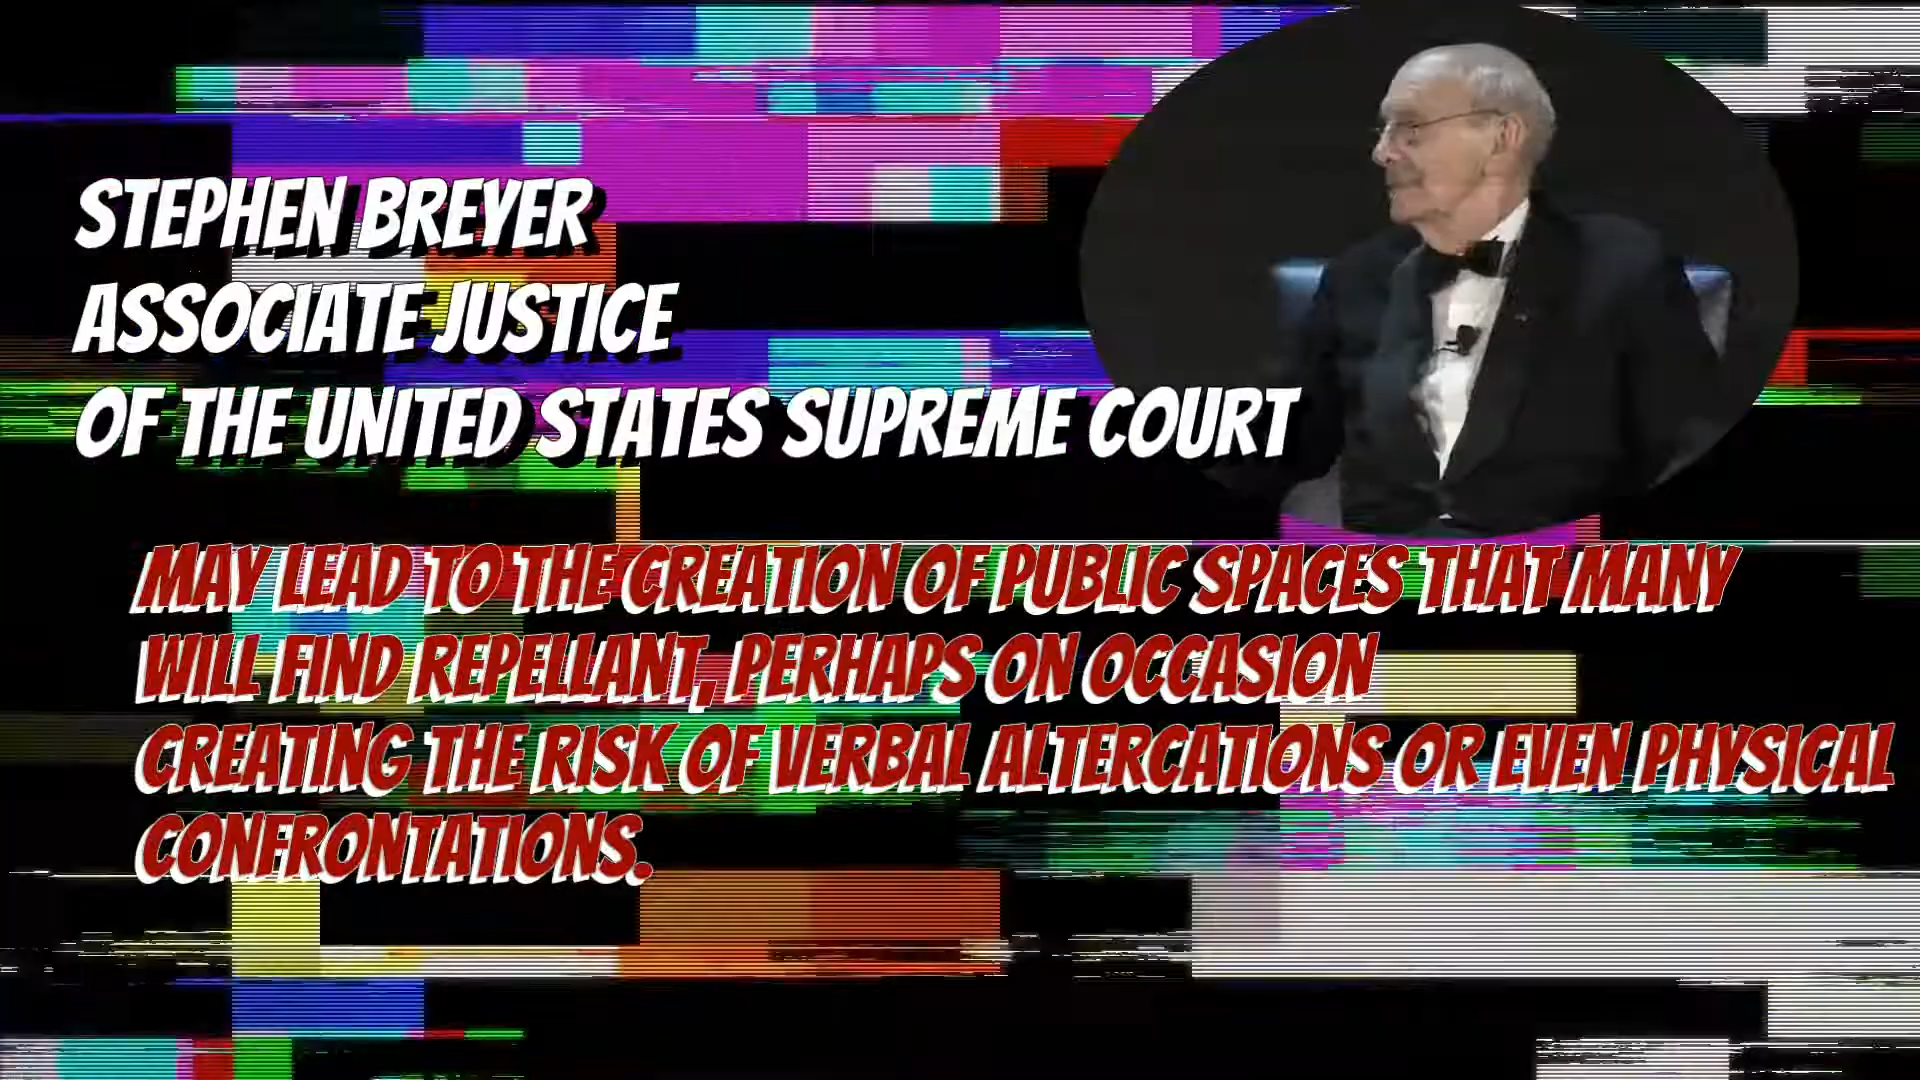 STEPHEN BREYER
ASSOCIATE JUSTICE
OF THE UNITED STATES SUPREME COURT
MAY LEAD TO THE CREATION OF PUBLIC SPACES THAT MANY
WILL FIND REPELLANT, PERHAPS ON OCCASION
CREATING THE RISK OF VERBAL ALTERCATIONS OR EVEN PHYSICAL
CONFRONTATIONS.